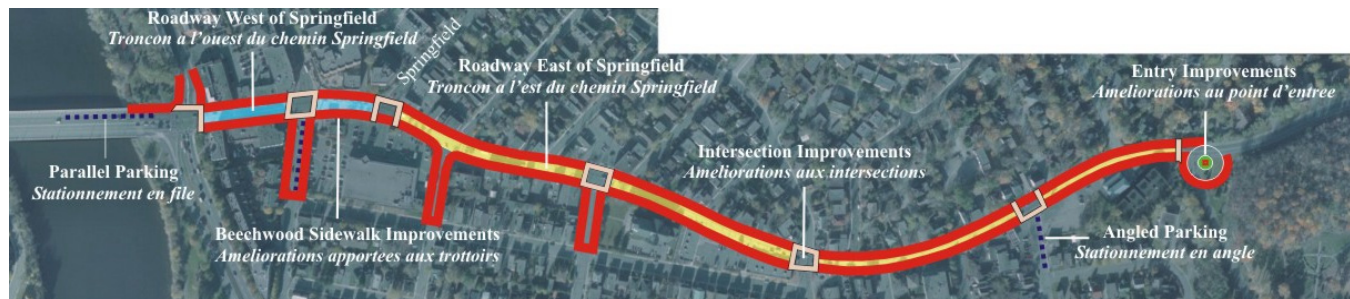 Roadway West of Springfield
Troncon a l'ouest du chemin Springfield
Springfield
Roadway East of Springfield
Troncon a l'est du chemin Springfield
Entry Improvements
Ameliorations au point d'entree
Parallel Parking
Stationnement en file
Intersection Improvements
Ameliorations aux intersections
Beechwood Sidewalk Improvements
Ameliorations apportees aux trottoirs
Angled Parking
Stationnement en angle